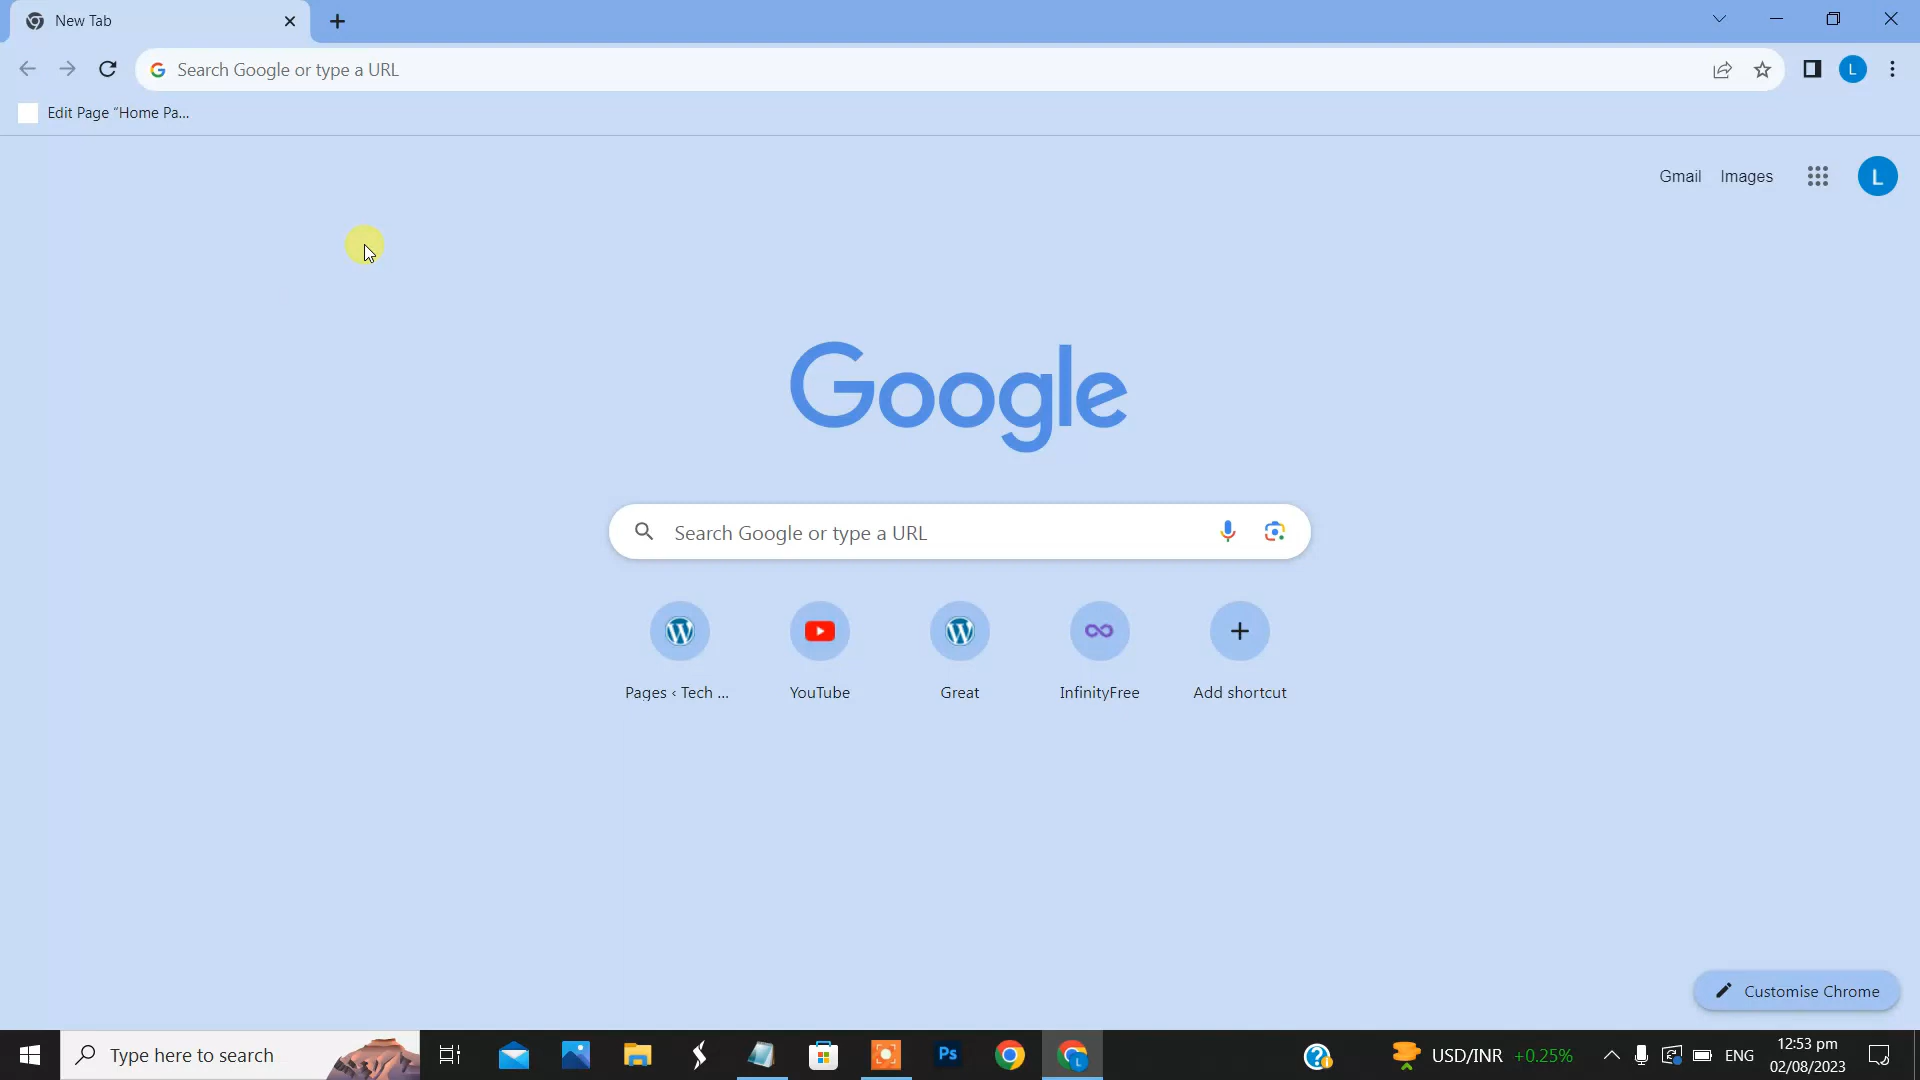 New Tab
Search Google or type a URL
Edit Page “Home Pa...
Gmail Images
L
L
Google
Search Google or type a URL
Pages ‹ Tech ... YouTube Great InfinityFree Add shortcut
Customise Chrome
Type here to search
Ps
L
USD/INR +0.25%
ENG
12:53 pm
02/08/2023